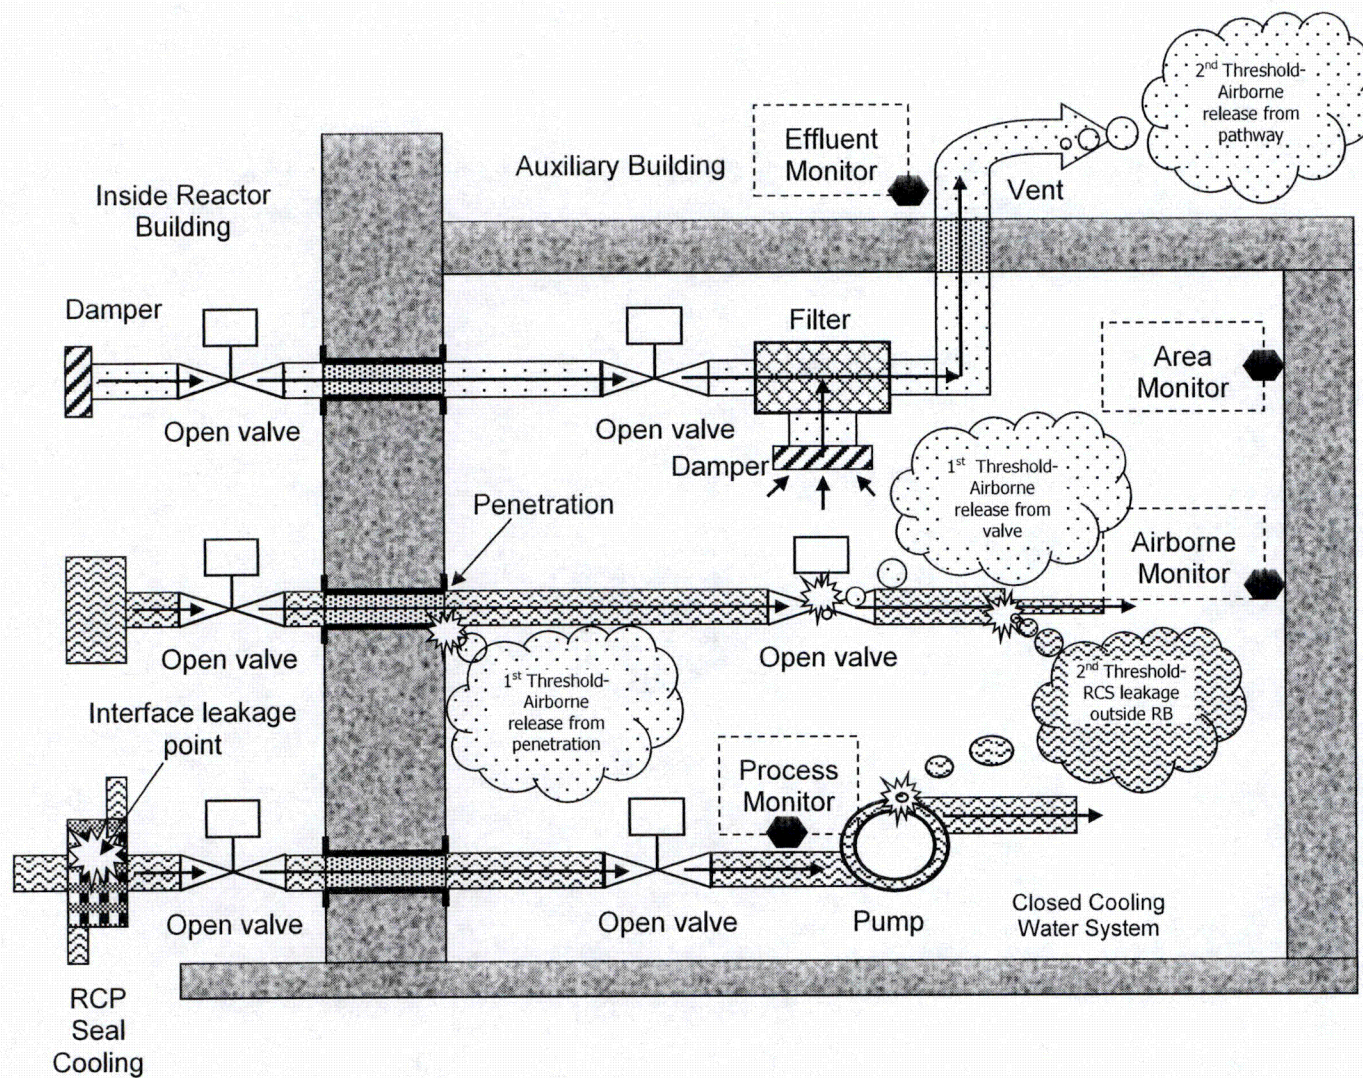 2nd Threshold-
Airborne
release from
pathway
Effluent
Monitor
Auxiliary Building
Vent
Inside Reactor
Building
Damper
Filter
Area
Monitor
Open valve
Open valve
Damper
1st Threshold-
Airborne
release from
valve
Penetration
Airborne
Monitor
Open valve
Open valve
1st Threshold-
Airborne
release from
penetration
2nd Threshold-
RCS leakage
outside RB
Interface leakage
point
Process
Monitor
Open valve
Open valve
Pump
Closed Cooling
Water System
RCP
Seal
Cooling